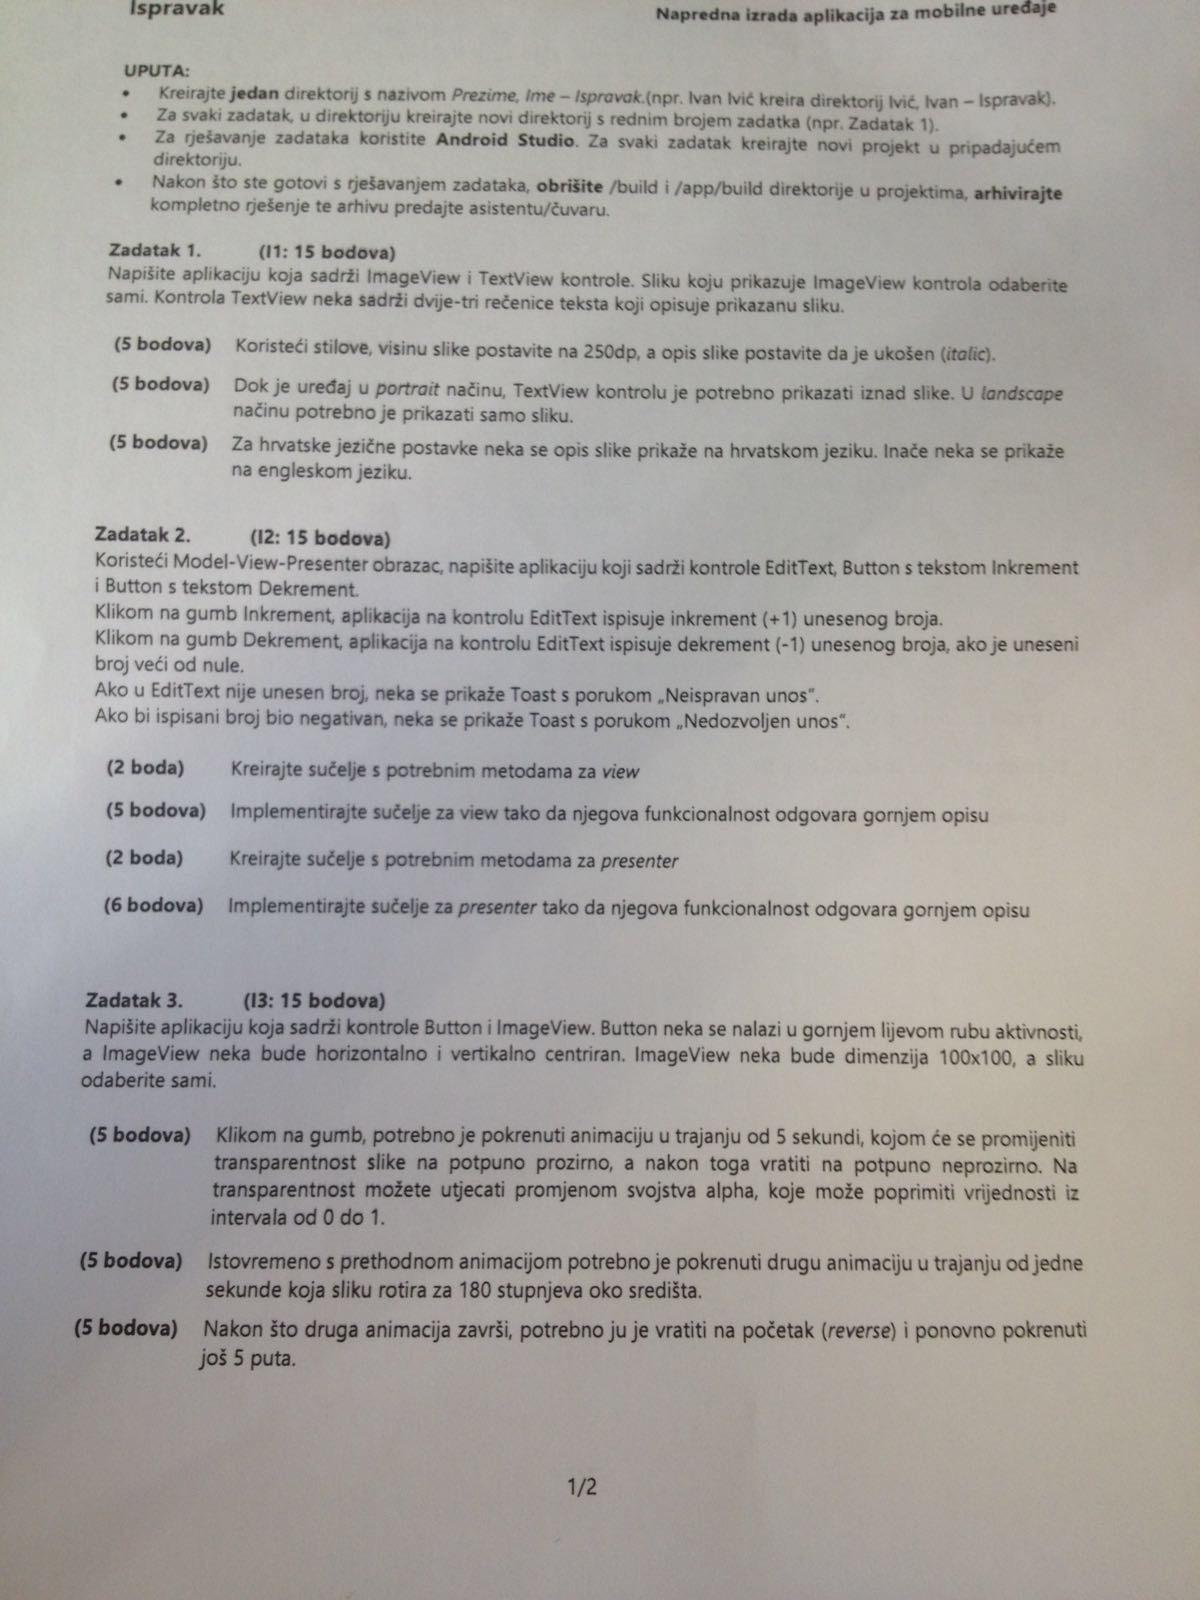 Ispravak
Napredna izrada aplikacija za mobilne uređaje
UPUTA:
• Kreirajte jedan direktorij s nazivom Prezime, Ime – Ispravak.(npr. Ivan Ivić kreira direktorij Ivić, Ivan – Ispravak).
• Za svaki zadatak, u direktoriju kreirajte novi direktorij s rednim brojem zadatka (npr. Zadatak 1).
• Za rješavanje zadataka koristite Android Studio. Za svaki zadatak kreirajte novi projekt u pripadajućem
direktoriju.
• Nakon što ste gotovi s rješavanjem zadataka, obrišite /build i /app/build direktorije u projektima, arhivirajte
kompletno rješenje te arhivu predajte asistentu/čuvaru.
Zadatak 1. (I1: 15 bodova)
Napišite aplikaciju koja sadrži ImageView i TextView kontrole. Sliku koju prikazuje ImageView kontrola odaberite
sami. Kontrola TextView neka sadrži dvije-tri rečenice teksta koji opisuje prikazanu sliku.
(5 bodova) Koristeći stilove, visinu slike postavite na 250dp, a opis slike postavite da je ukošen (italic).
(5 bodova) Dok je uređaj u portrait načinu, TextView kontrolu je potrebno prikazati iznad slike. U landscape
načinu potrebno je prikazati samo sliku.
(5 bodova) Za hrvatske jezične postavke neka se opis slike prikaže na hrvatskom jeziku. Inače neka se prikaže
na engleskom jeziku.
Zadatak 2. (I2: 15 bodova)
Koristeći Model-View-Presenter obrazac, napišite aplikaciju koji sadrži kontrole EditText, Button s tekstom Inkrement
i Button s tekstom Dekrement.
Klikom na gumb Inkrement, aplikacija na kontrolu EditText ispisuje inkrement (+1) unesenog broja.
Klikom na gumb Dekrement, aplikacija na kontrolu EditText ispisuje dekrement (-1) unesenog broja, ako je uneseni
broj veći od nule.
Ako u EditText nije unesen broj, neka se prikaže Toast s porukom „Neispravan unos“.
Ako bi ispisani broj bio negativan, neka se prikaže Toast s porukom „Nedozvoljen unos“.
(2 boda) Kreirajte sučelje s potrebnim metodama za view
(5 bodova) Implementirajte sučelje za view tako da njegova funkcionalnost odgovara gornjem opisu
(2 boda) Kreirajte sučelje s potrebnim metodama za presenter
(6 bodova) Implementirajte sučelje za presenter tako da njegova funkcionalnost odgovara gornjem opisu
Zadatak 3. (I3: 15 bodova)
Napišite aplikaciju koja sadrži kontrole Button i ImageView. Button neka se nalazi u gornjem lijevom rubu aktivnosti,
a ImageView neka bude horizontalno i vertikalno centriran. ImageView neka bude dimenzija 100x100, a sliku
odaberite sami.
(5 bodova) Klikom na gumb, potrebno je pokrenuti animaciju u trajanju od 5 sekundi, kojom će se promijeniti
transparentnost slike na potpuno prozirno, a nakon toga vratiti na potpuno neprozirno. Na
transparentnost možete utjecati promjenom svojstva alpha, koje može poprimiti vrijednosti iz
intervala od 0 do 1.
(5 bodova) Istovremeno s prethodnom animacijom potrebno je pokrenuti drugu animaciju u trajanju od jedne
sekunde koja sliku rotira za 180 stupnjeva oko središta.
(5 bodova) Nakon što druga animacija završi, potrebno ju je vratiti na početak (reverse) i ponovno pokrenuti
još 5 puta.
1/2